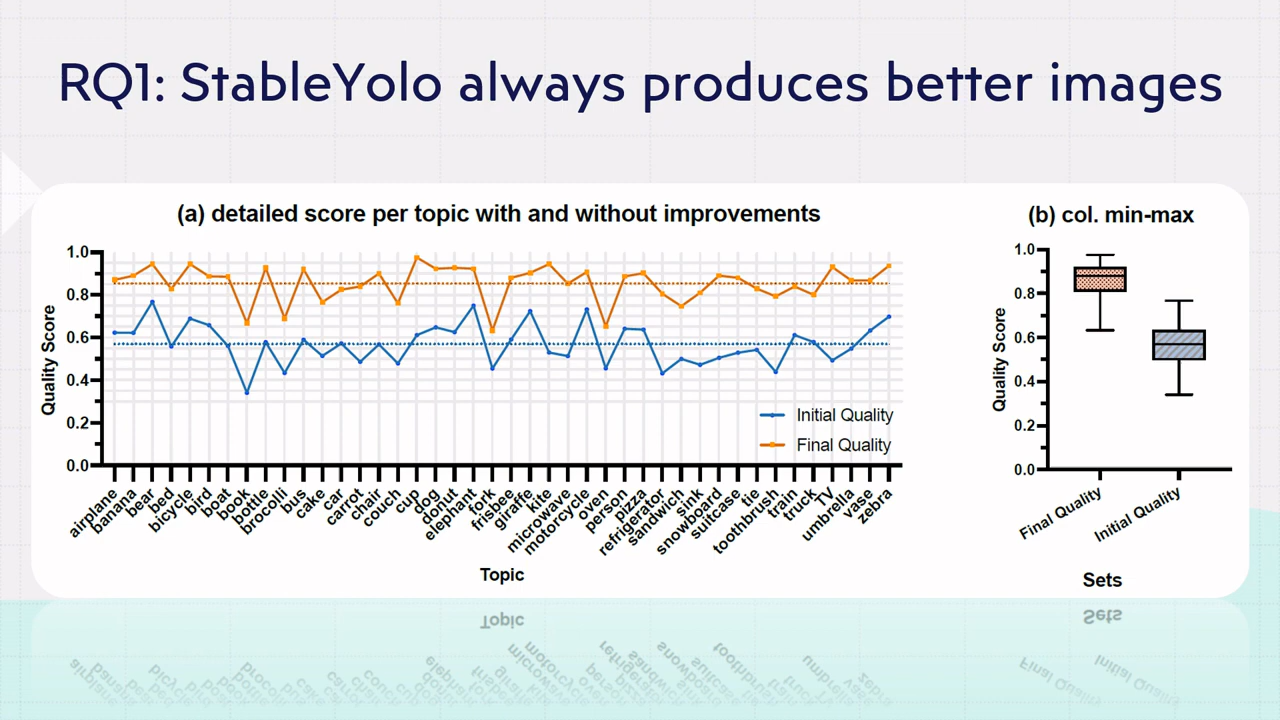 RQ1: StableYolo always produces better images
(a) detailed score per topic with and without improvements
Quality Score
1.0
0.8
0.6
0.4
0.2
0.0
Initial Quality
Final Quality
airplane
banana
bear
bed
bicycle
bird
boat
book
bottle
brocolli
bus
cake
car
carrot
chair
couch
cup
dog
donut
elephant
fork
frisbee
giraffe
kite
microwave
motorcycle
oven
person
pizza
refrigerator
sandwich
sink
snowboard
suitcase
tie
toothbrush
train
truck
TV
umbrella
vase
zebra
Topic
(b) col. min-max
Quality Score
1.0
0.8
0.6
0.4
0.2
0.0
Final Quality
Initial Quality
Sets